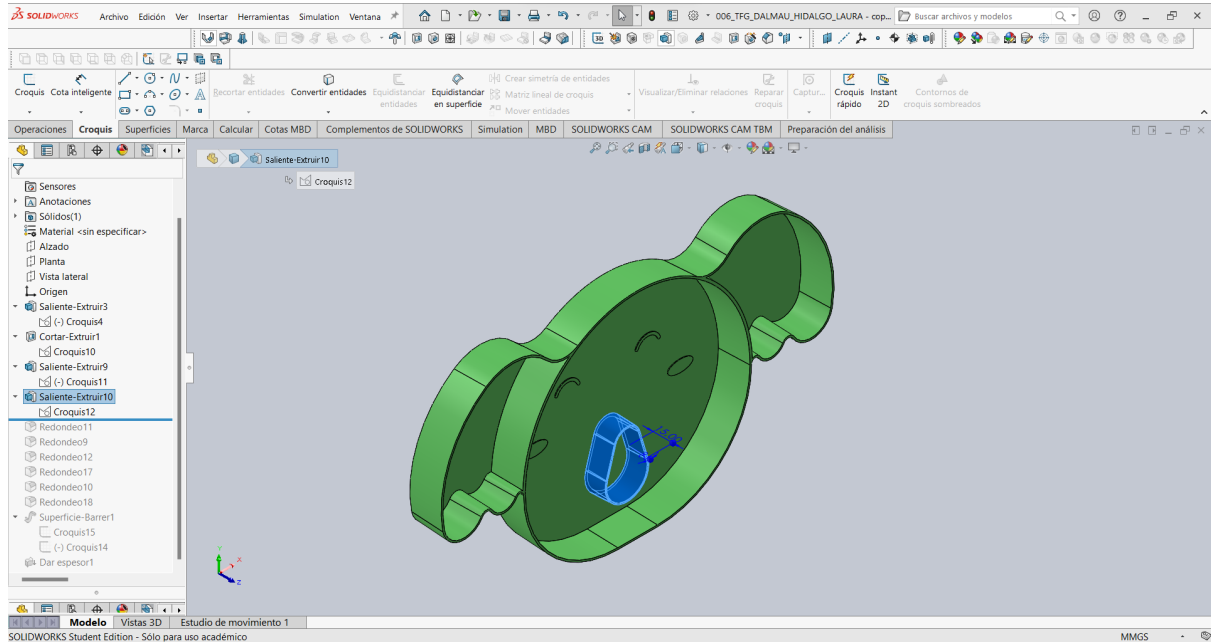 SOLIDWORKS Archivo Edición Ver Insertar Herramientas Simulation Ventana 006_TFG_DALMAU_HIDALGO_LAURA - cop... Buscar archivos y modelos
3D
Croquis Cota inteligente Recortar entidades Convertir entidades Equidistanciar entidades Equidistanciar en superficie Crear simetría de entidades Matriz lineal de croquis Mover entidades Visualizar/Eliminar relaciones Reparar croquis Captur... Croquis rápido Instant 2D Contornos de croquis sombreados
Operaciones Croquis Superficies Marca Calcular Cotas MBD Complementos de SOLIDWORKS Simulation MBD SOLIDWORKS CAM SOLIDWORKS CAM TBM Preparación del análisis
Saliente-Extruir10
Croquis12
Sensores
Anotaciones
Sólidos(1)
Material <sin especificar>
Alzado
Planta
Vista lateral
Origen
Saliente-Extruir3
(-) Croquis4
Cortar-Extruir1
Croquis10
Saliente-Extruir9
(-) Croquis11
Saliente-Extruir10
Croquis12
Redondeo11
Redondeo9
Redondeo12
Redondeo17
Redondeo10
Redondeo18
Superficie-Barrer1
Croquis15
(-) Croquis14
Dar espesor1
15,00
Y
X
Z
Modelo Vistas 3D Estudio de movimiento 1
SOLIDWORKS Student Edition - Sólo para uso académico MMGS